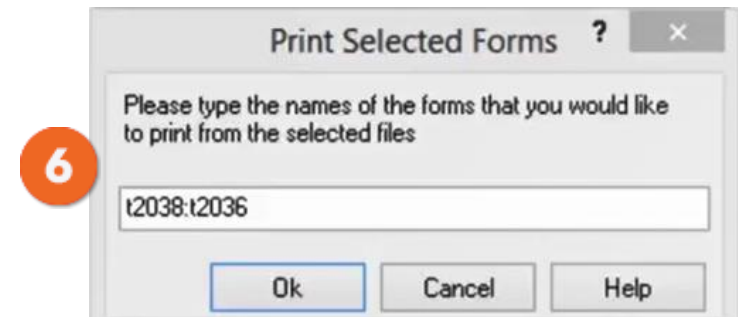 Print Selected Forms ? ×
Please type the names of the forms that you would like
to print from the selected files
6
t2038:t2036
Ok Cancel Help